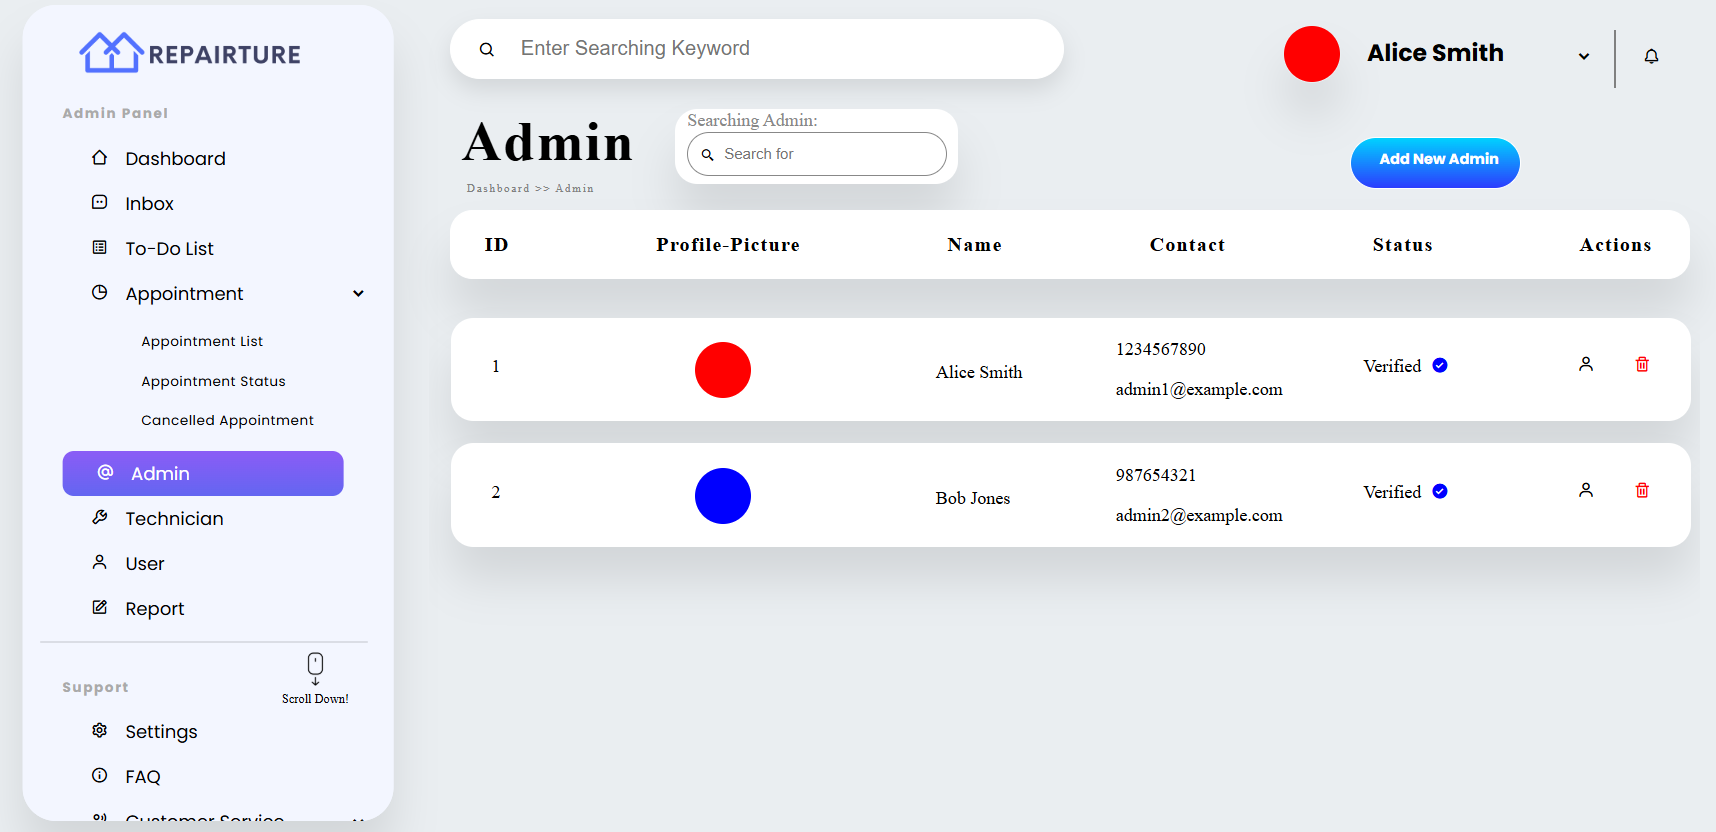 REPAIRTURE
Admin Panel
Dashboard
Inbox
To-Do List
Appointment
Appointment List
Appointment Status
Cancelled Appointment
Admin
Technician
User
Report
Scroll Down!
Support
Settings
FAQ
Customer Service
Enter Searching Keyword
Alice Smith
Admin
Dashboard >> Admin
Searching Admin:
Search for
Add New Admin
ID Profile-Picture Name Contact Status Actions
1 Alice Smith 1234567890 Verified
admin1@example.com
2 Bob Jones 987654321 Verified
admin2@example.com